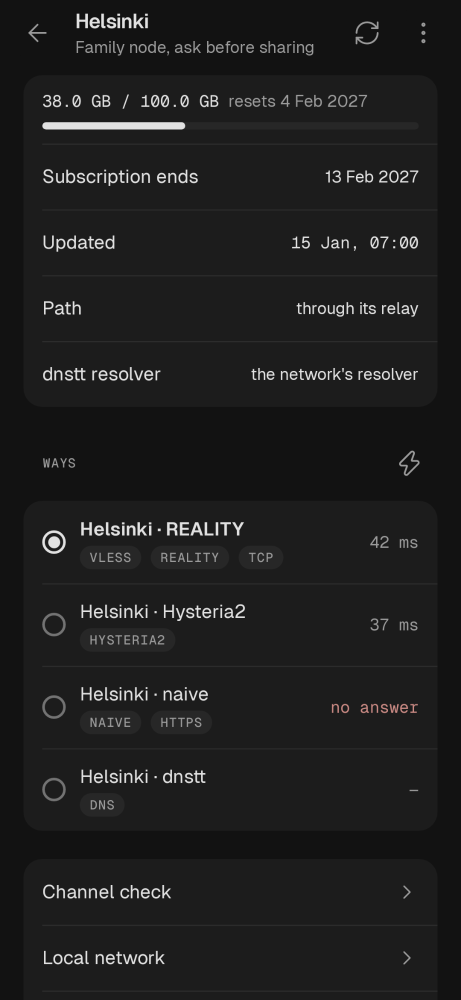 Helsinki
Family node, ask before sharing
38.0 GB / 100.0 GB resets 4 Feb 2027
Subscription ends 13 Feb 2027
Updated 15 Jan, 07:00
Path through its relay
dnstt resolver the network's resolver
WAYS
Helsinki · REALITY 42 ms
VLESS REALITY TCP
Helsinki · Hysteria2 37 ms
HYSTERIA2
Helsinki · naive no answer
NAIVE HTTPS
Helsinki · dnstt –
DNS
Channel check
Local network